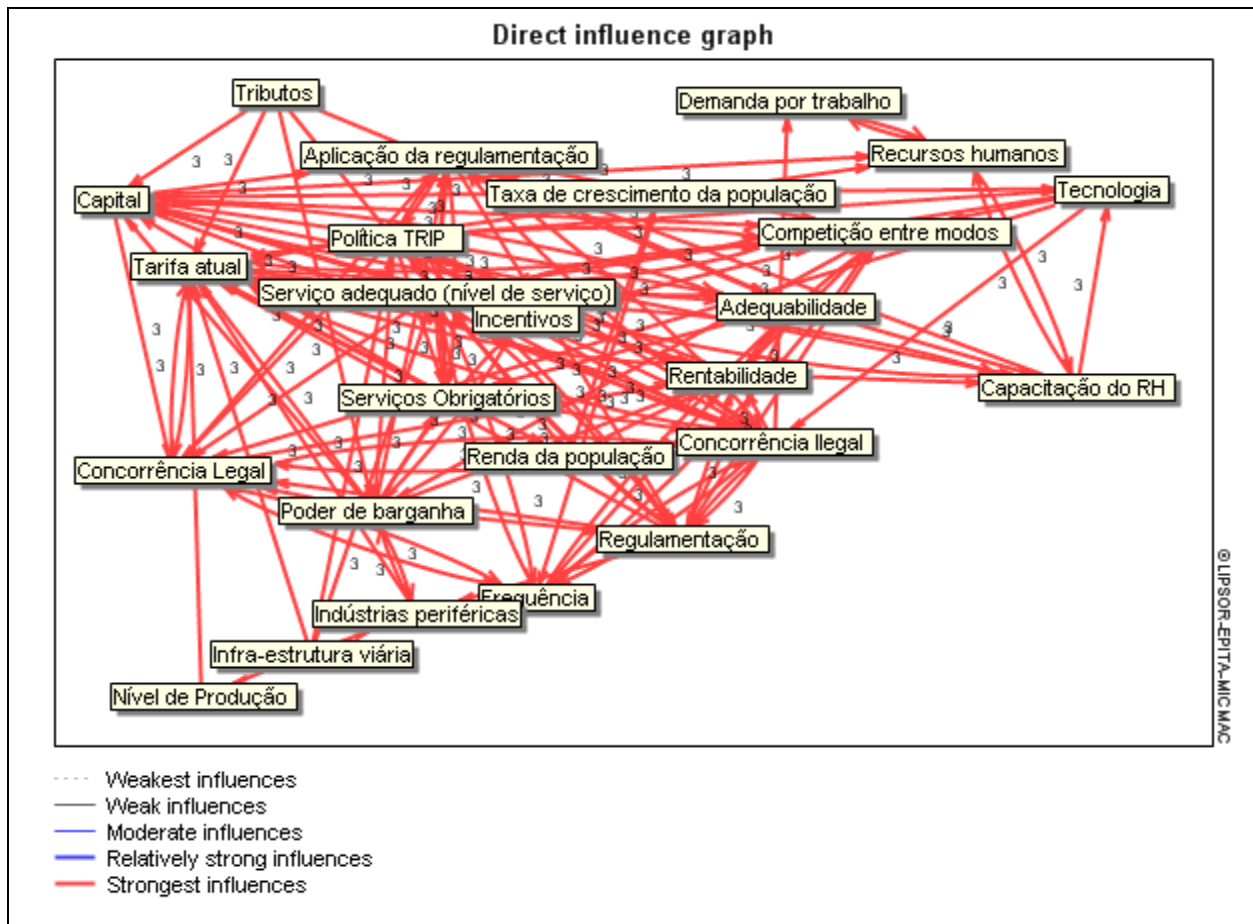 Direct influence graph
Tributos
Demanda por trabalho
Aplicação da regulamentação
Recursos humanos
Capital
Taxa de crescimento da população
Tecnologia
Política TRIP
Competição entre modos
Tarifa atual
Serviço adequado (nível de serviço)
Adequabilidade
Incentivos
Rentabilidade
Capacitação do RH
Serviços Obrigatórios
Concorrência Ilegal
Concorrência Legal
Renda da população
Poder de barganha
Regulamentação
Frequência
Indústrias periféricas
Infra-estrutura viária
Nível de Produção
© LIPSOR-EPITA-MICMAC
Weakest influences
Weak influences
Moderate influences
Relatively strong influences
Strongest influences